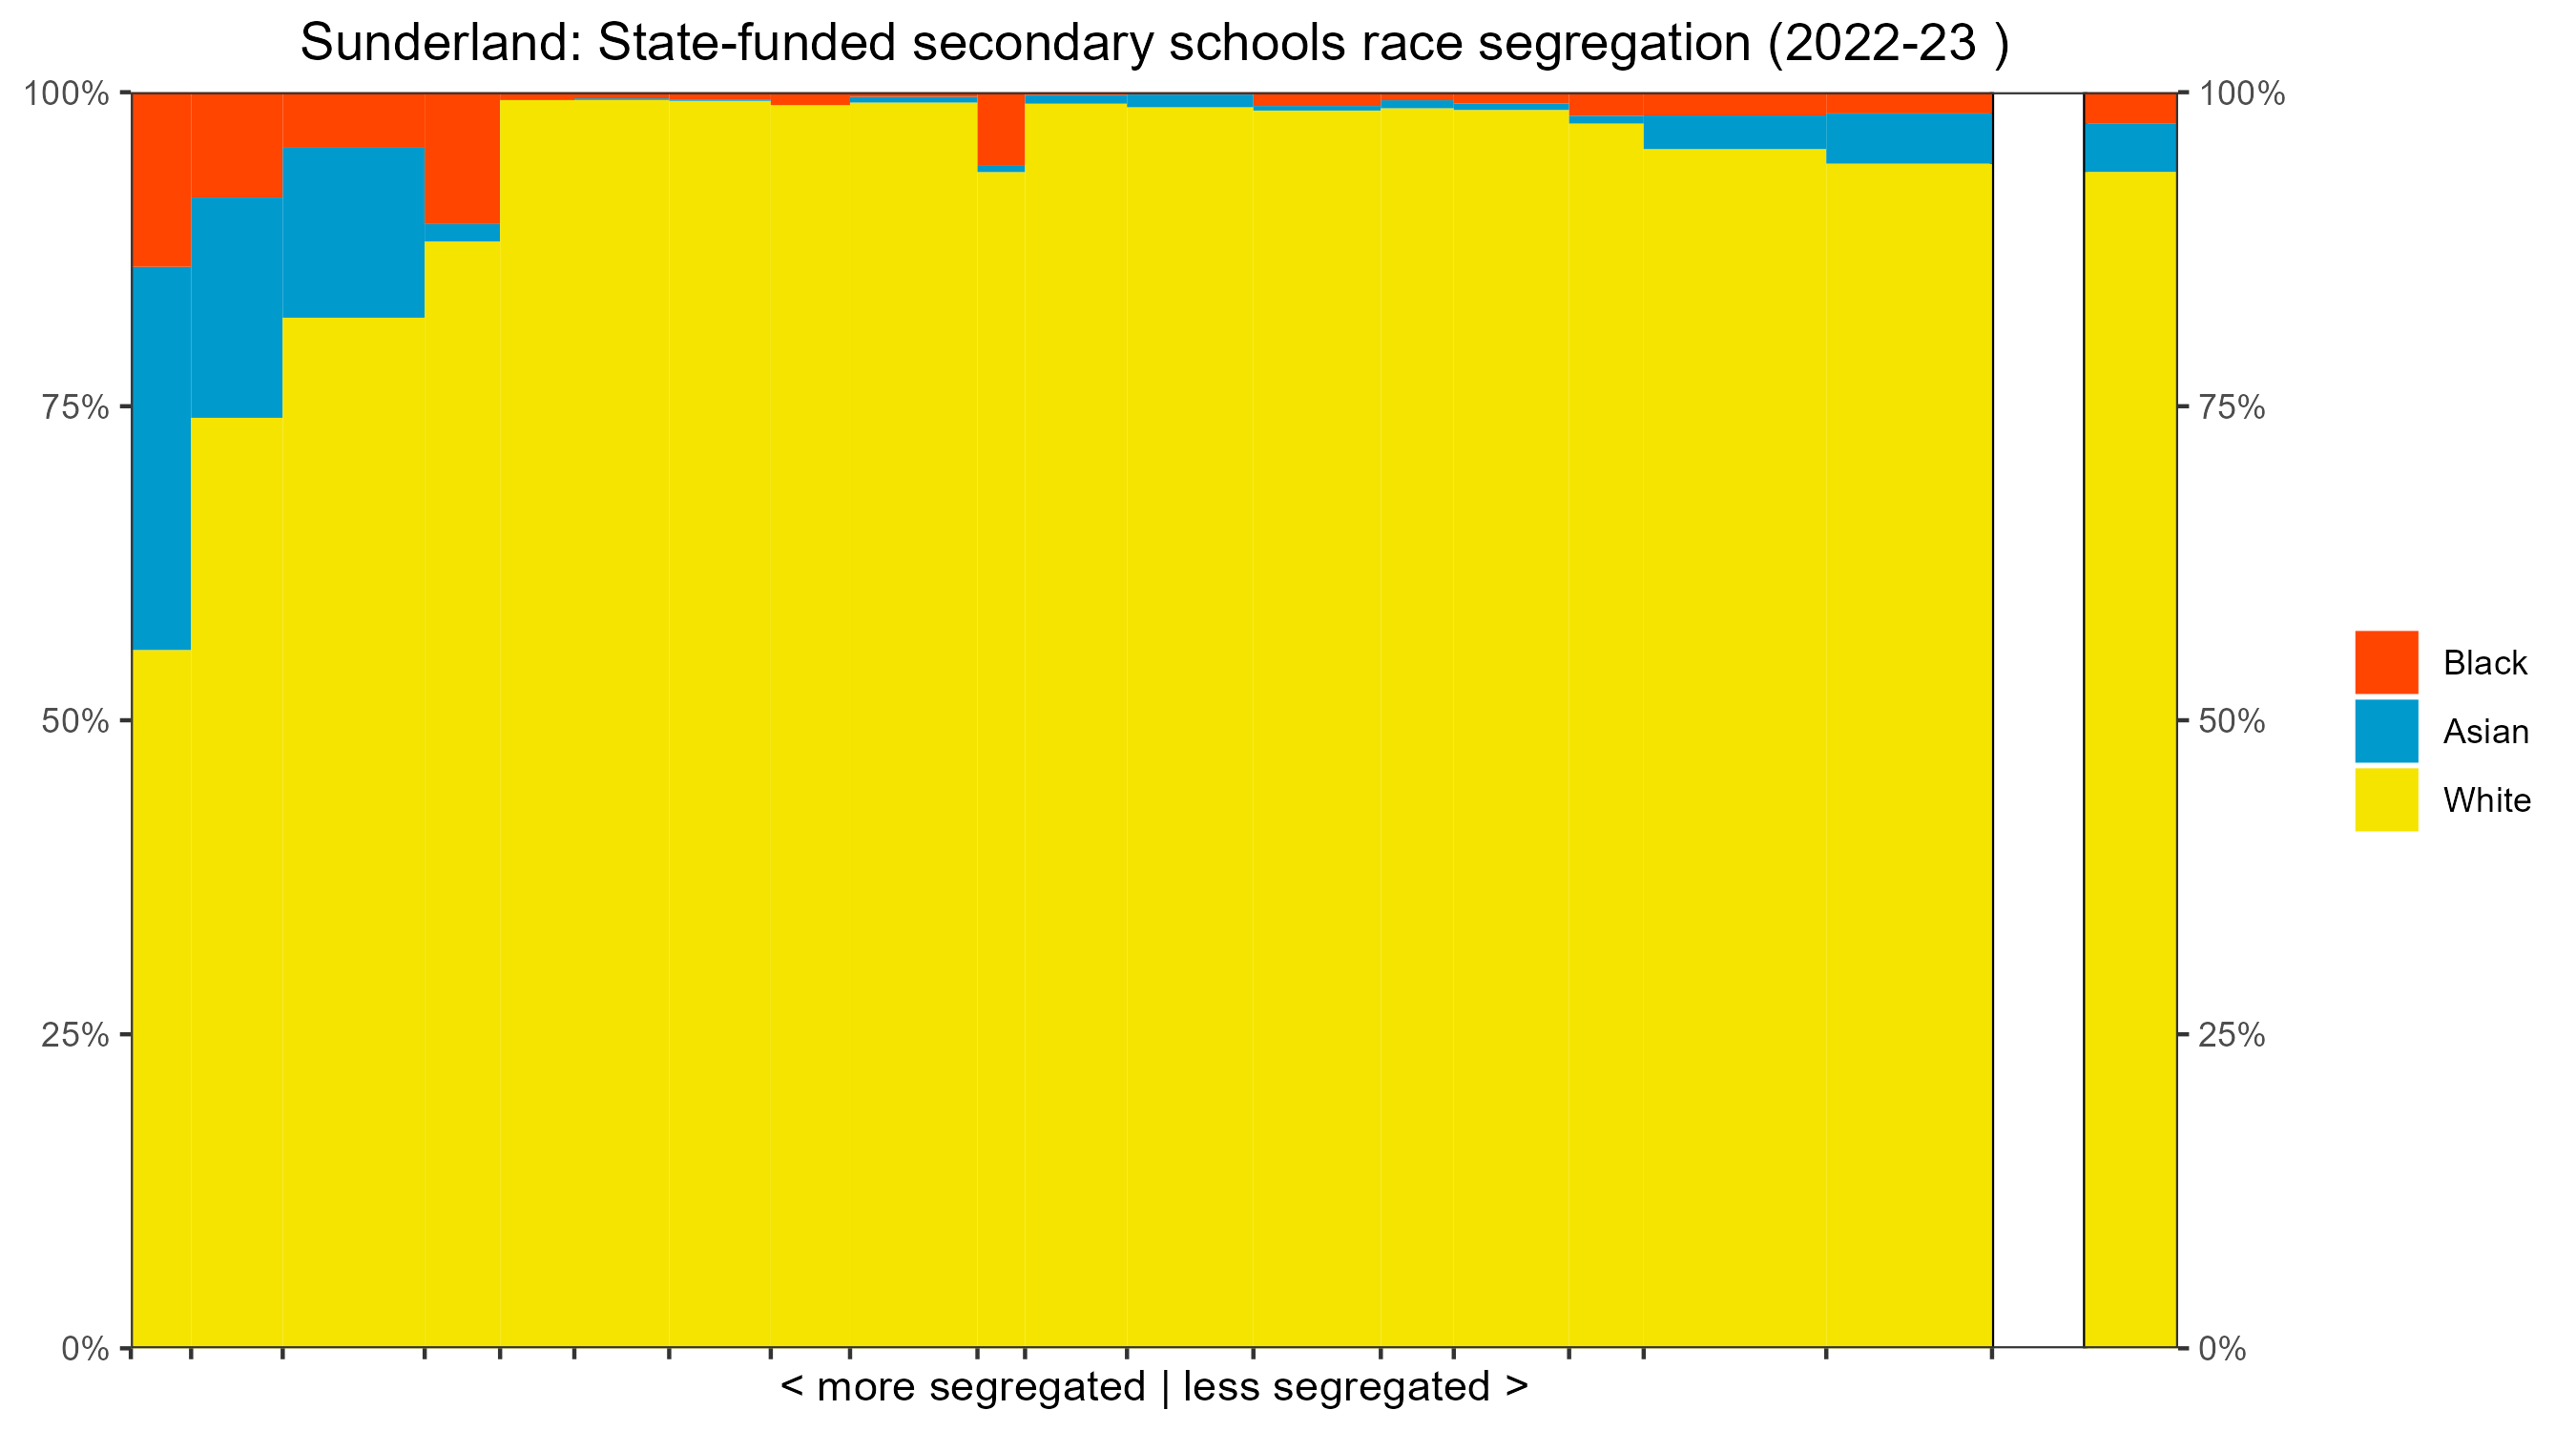 Sunderland: State-funded secondary schools race segregation (2022-23 )
100%
75%
50%
25%
0%
100%
75%
50%
25%
0%
Black
Asian
White
< more segregated | less segregated >